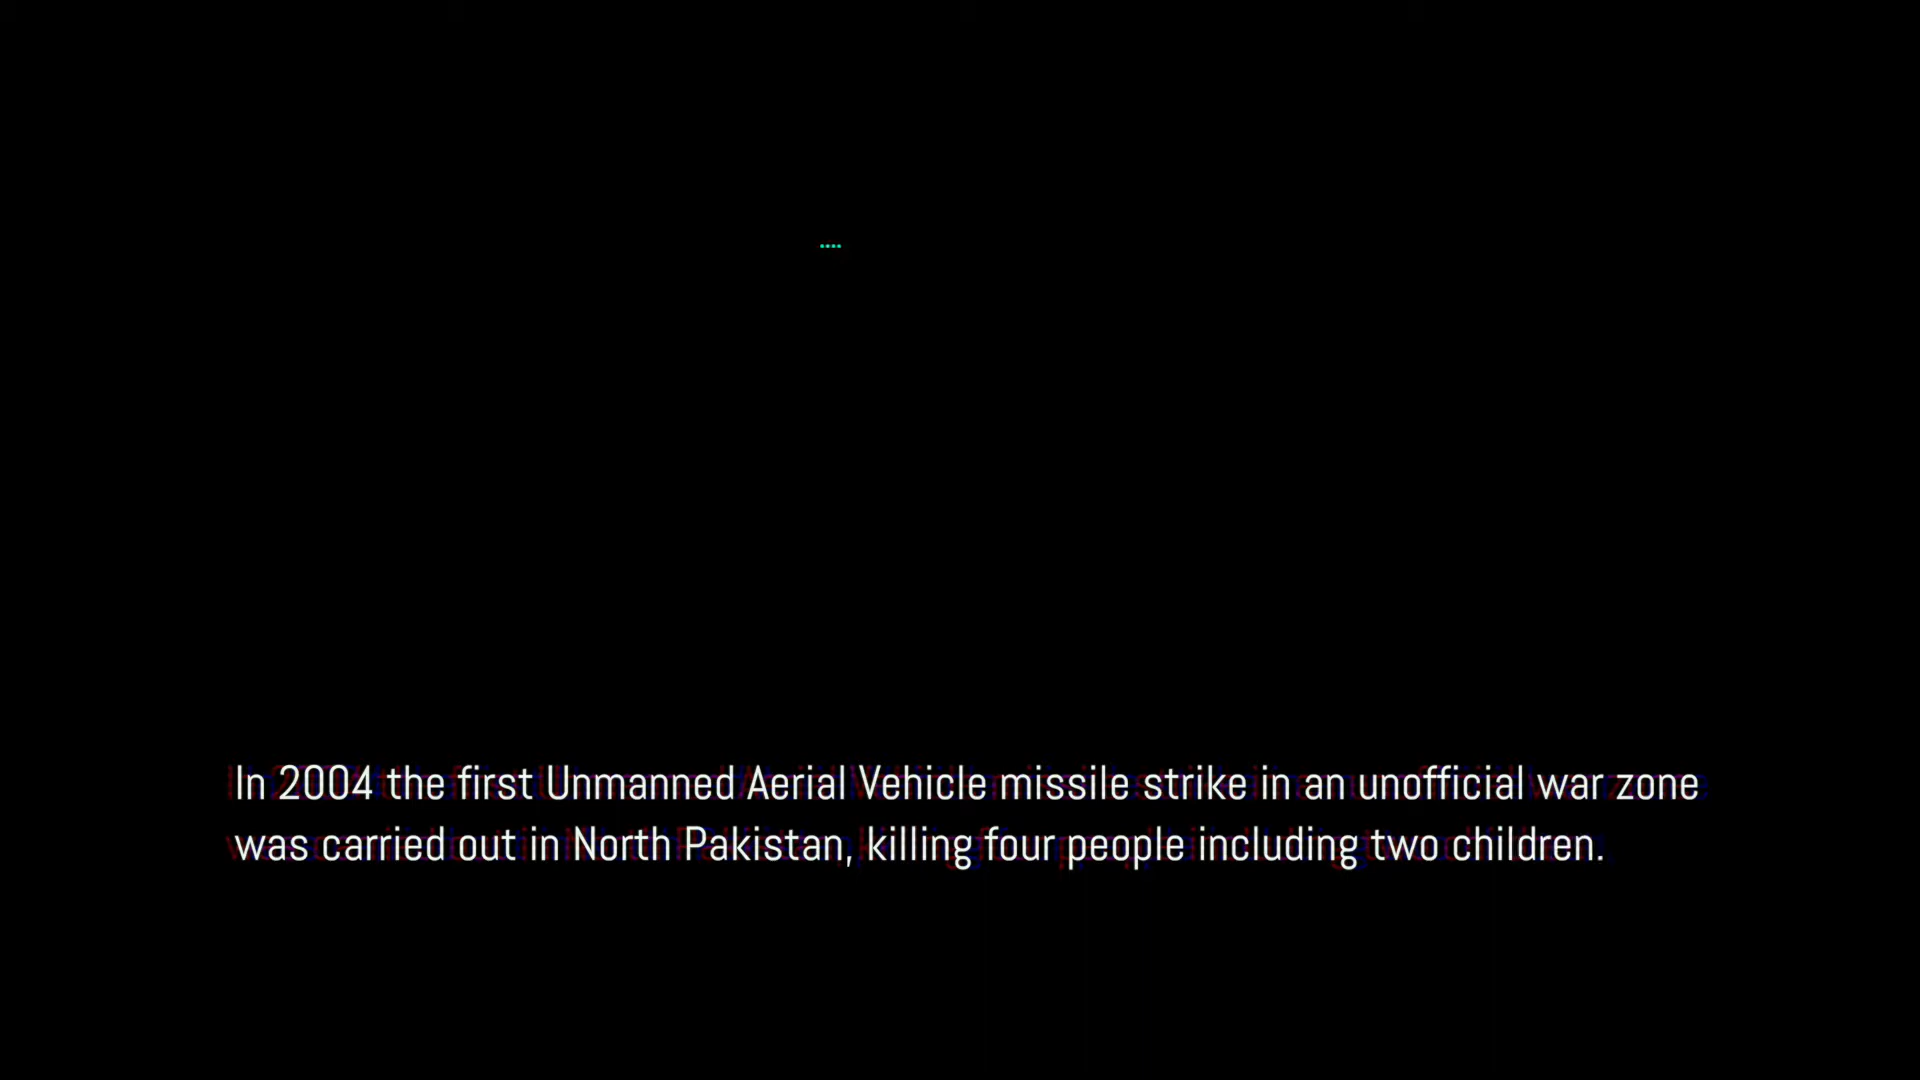 In 2004 the first Unmanned Aerial Vehicle missile strike in an unofficial war zone
was carried out in North Pakistan, killing four people including two children.